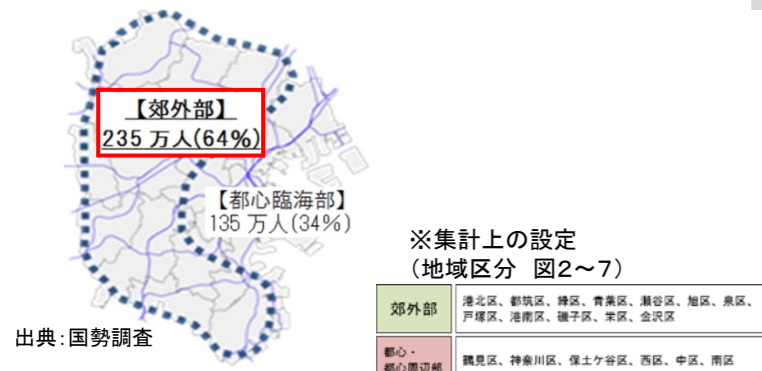 【郊外部】
235 万人(64%)
【都心臨海部】
135 万人(34%)
出典:国勢調査
※集計上の設定
(地域区分 図2～7)
郊外部
港北区、都筑区、緑区、青葉区、瀬谷区、旭区、泉区、
戸塚区、港南区、磯子区、栄区、金沢区
都心・
都心周辺部
鶴見区、神奈川区、保土ケ谷区、西区、中区、南区